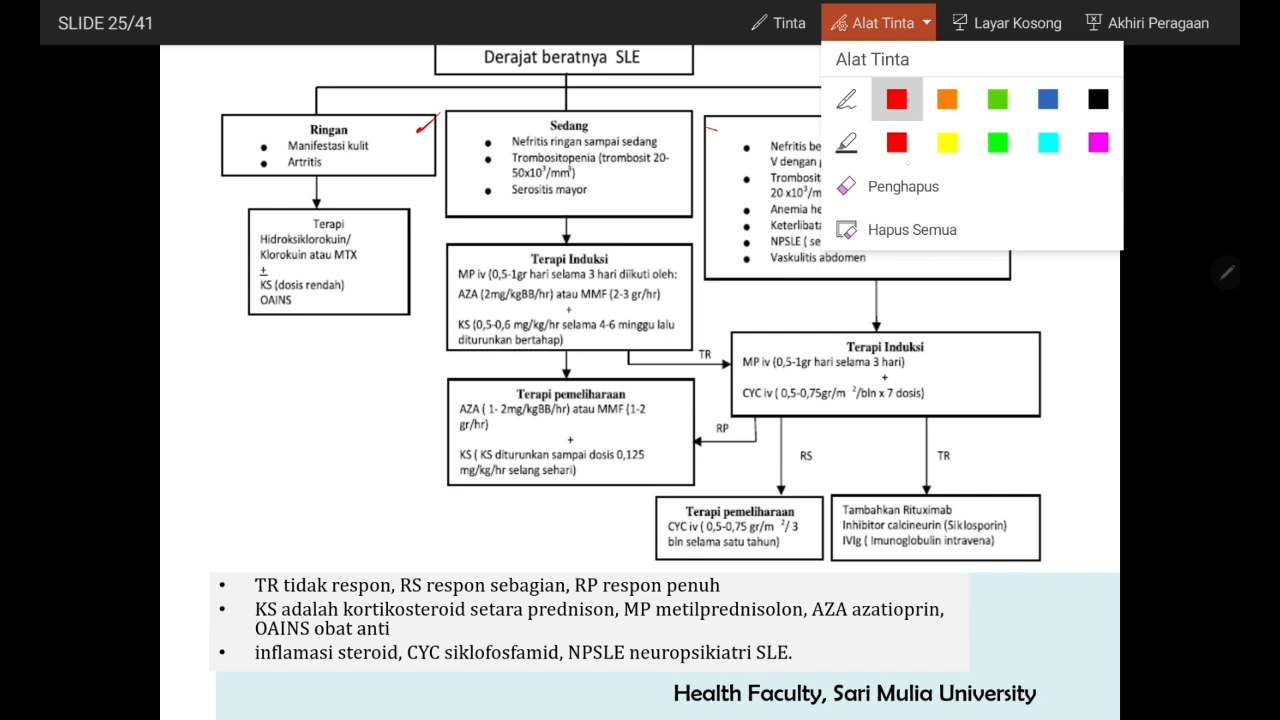 SLIDE 25/41
Tinta
Alat Tinta
Layar Kosong
Akhiri Peragaan
Alat Tinta
Penghapus
Hapus Semua
Derajat beratnya SLE
Ringan
• Manifestasi kulit
• Artritis
Terapi
Hidroksiklorokuin/
Klorokuin atau MTX
+
KS (dosis rendah)
OAINS
Sedang
• Nefritis ringan sampai sedang
• Trombositopenia (trombosit 20-
50x10³/mm³)
• Serositis mayor
Terapi Induksi
MP iv (0,5-1gr hari selama 3 hari diikuti oleh:
AZA (2mg/kgBB/hr) atau MMF (2-3 gr/hr)
+
KS (0,5-0,6 mg/kg/hr selama 4-6 minggu lalu
diturunkan bertahap)
TR
Terapi pemeliharaan
AZA ( 1- 2mg/kgBB/hr) atau MMF (1-2
gr/hr)
+
KS ( KS diturunkan sampai dosis 0,125
mg/kg/hr selang sehari)
• Nefritis be
V dengan
• Trombosit
20 x10³/m
• Anemia he
• Keterlibata
• NPSLE ( se
• Vaskulitis abdomen
Terapi Induksi
MP iv (0,5-1gr hari selama 3 hari)
+
CYC iv ( 0,5-0,75gr/m ²/bln x 7 dosis)
RP
RS
TR
Terapi pemeliharaan
CYC iv ( 0,5-0,75 gr/m ²/ 3
bln selama satu tahun)
Tambahkan Rituximab
Inhibitor calcineurin (Siklosporin)
IVIg ( Imunoglobulin intravena)
• TR tidak respon, RS respon sebagian, RP respon penuh
• KS adalah kortikosteroid setara prednison, MP metilprednisolon, AZA azatioprin,
OAINS obat anti
• inflamasi steroid, CYC siklofosfamid, NPSLE neuropsikiatri SLE.
Health Faculty, Sari Mulia University